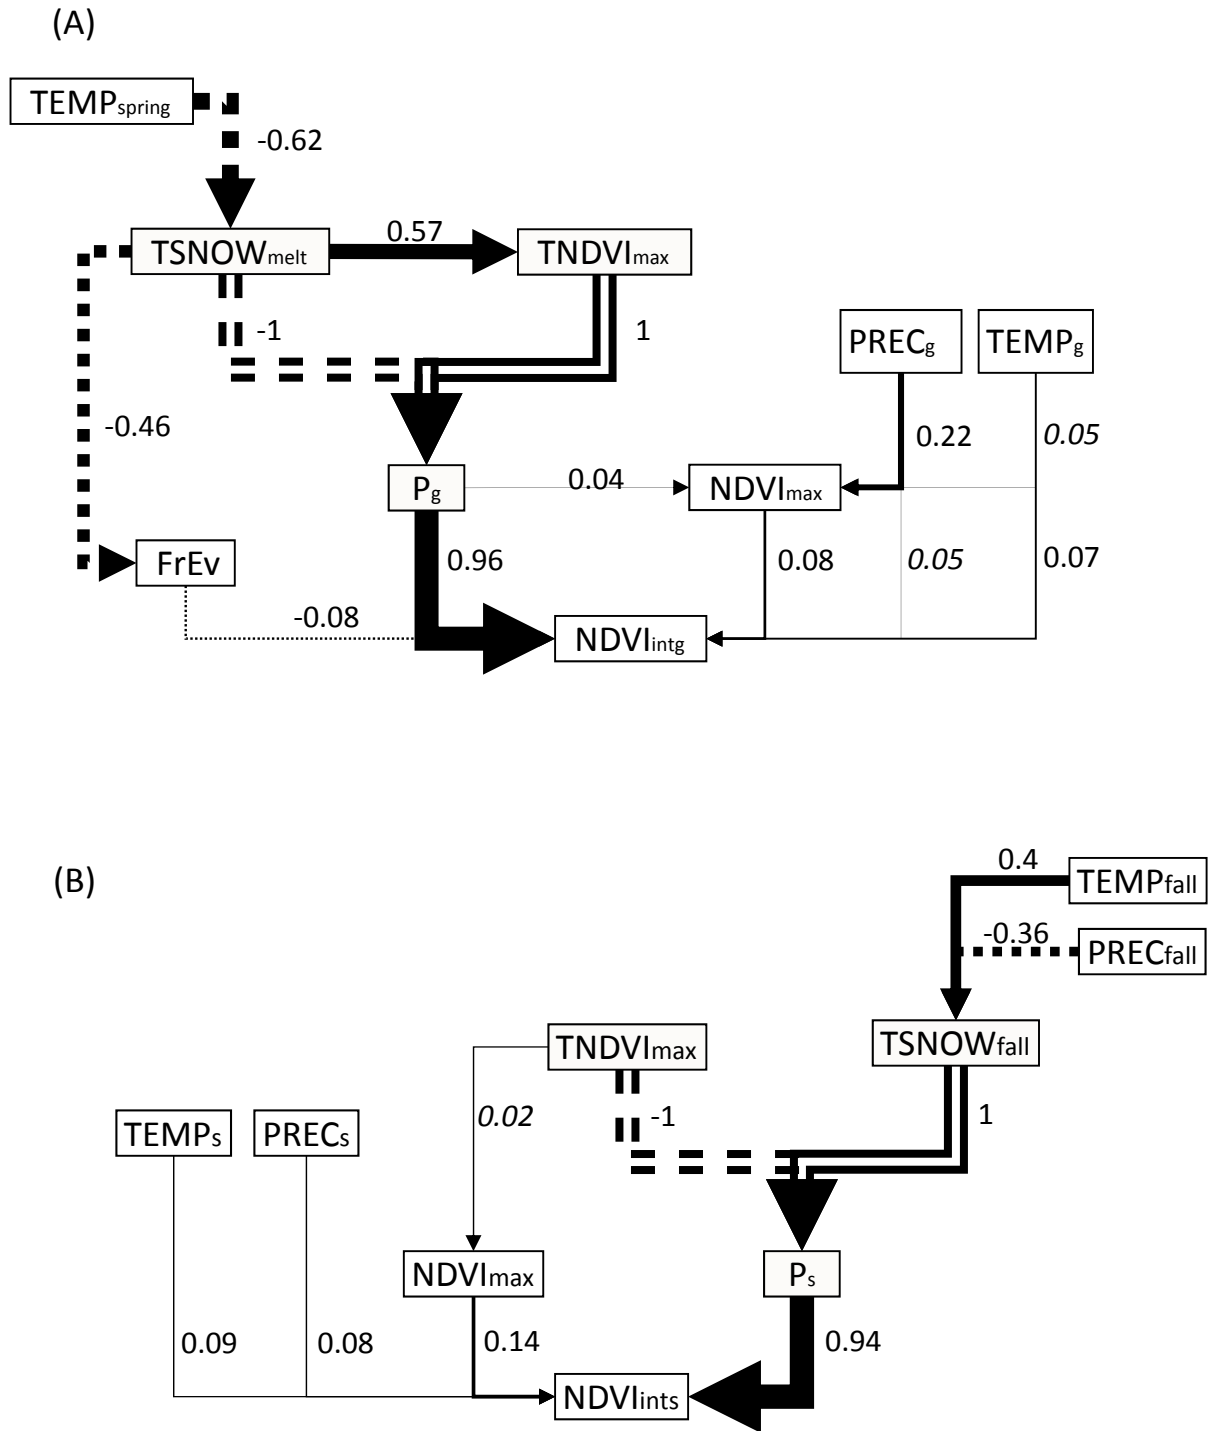 (A)
TEMPspring
-0.62
TSNOWmelt
0.57
TNDVImax
-1
1
PRECg
TEMPg
-0.46
0.22
0.05
Pg
0.04
NDVImax
FrEv
0.96
0.08
0.05
0.07
-0.08
NDVIintg
(B)
0.4
TEMPfall
-0.36
PRECfall
TNDVImax
TSNOWfall
0.02
-1
1
TEMPs
PRECs
NDVImax
Ps
0.09
0.08
0.14
0.94
NDVIints